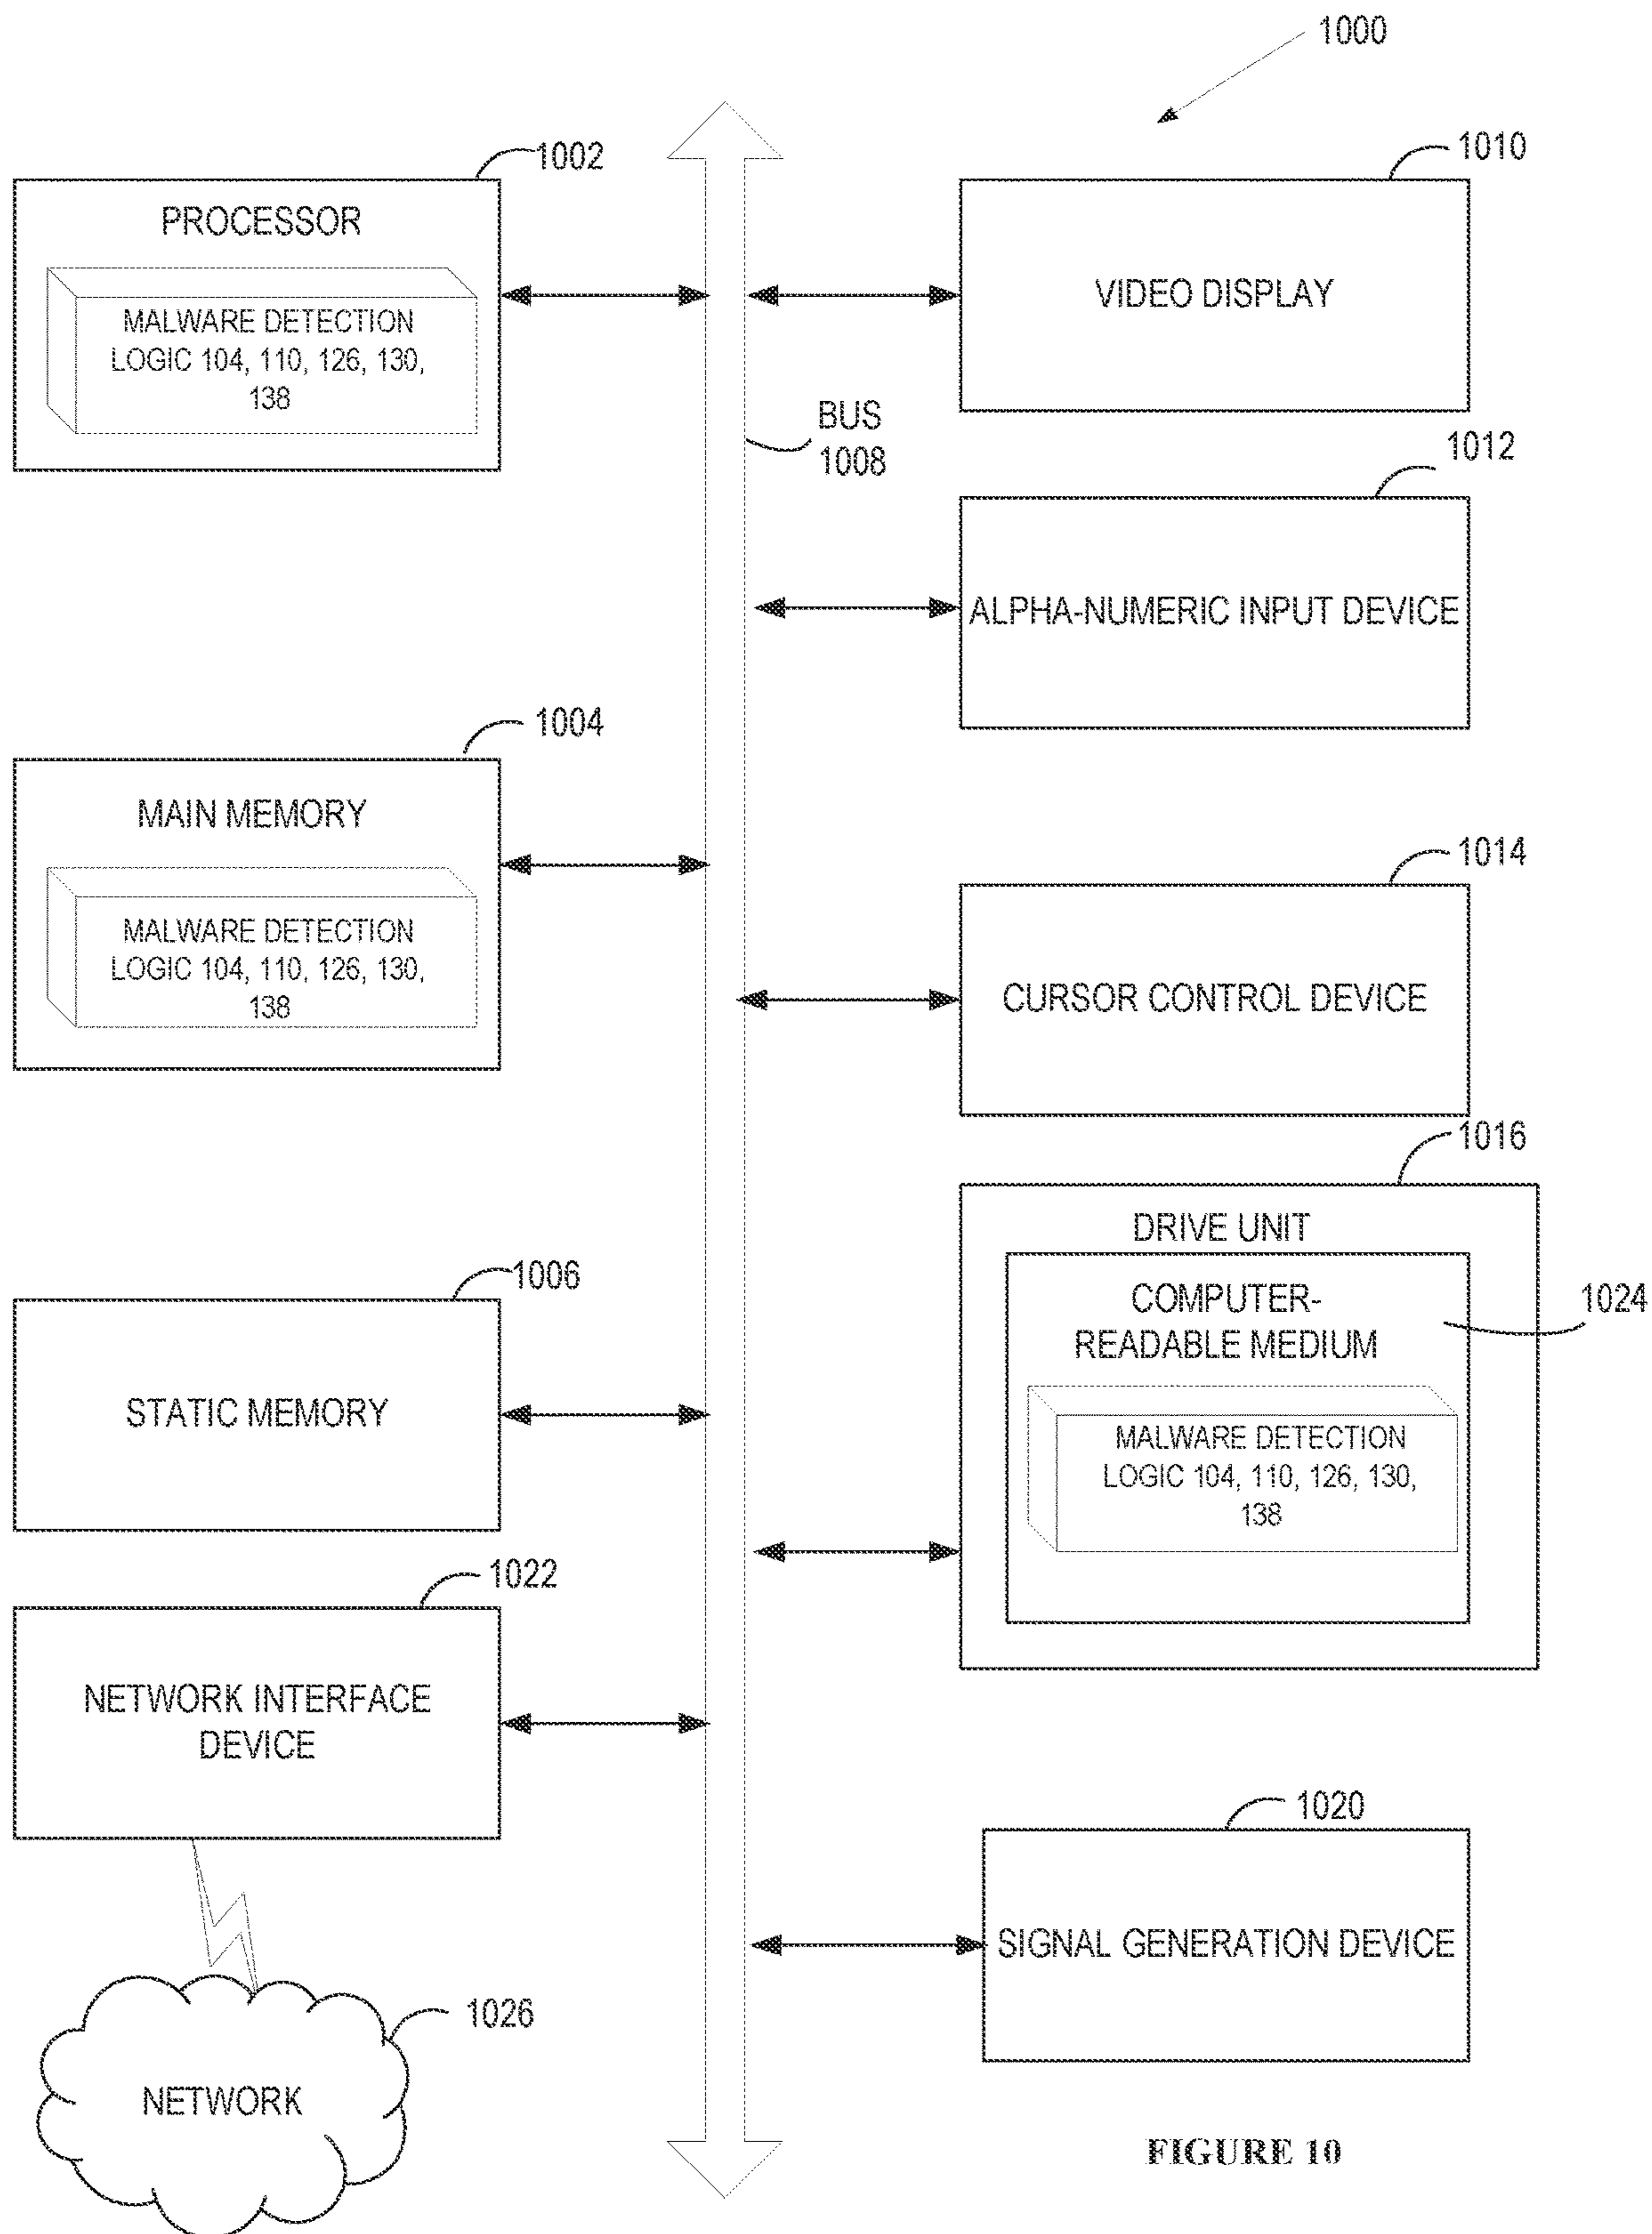 1000
1002
PROCESSOR
MALWARE DETECTION
LOGIC 104, 110, 126, 130,
138
1010
VIDEO DISPLAY
BUS
1008
1012
ALPHA-NUMERIC INPUT DEVICE
1004
MAIN MEMORY
MALWARE DETECTION
LOGIC 104, 110, 126, 130,
138
1014
CURSOR CONTROL DEVICE
1016
DRIVE UNIT
COMPUTER-
READABLE MEDIUM
1024
MALWARE DETECTION
LOGIC 104, 110, 126, 130,
138
1006
STATIC MEMORY
1022
NETWORK INTERFACE
DEVICE
1020
SIGNAL GENERATION DEVICE
1026
NETWORK
FIGURE 10